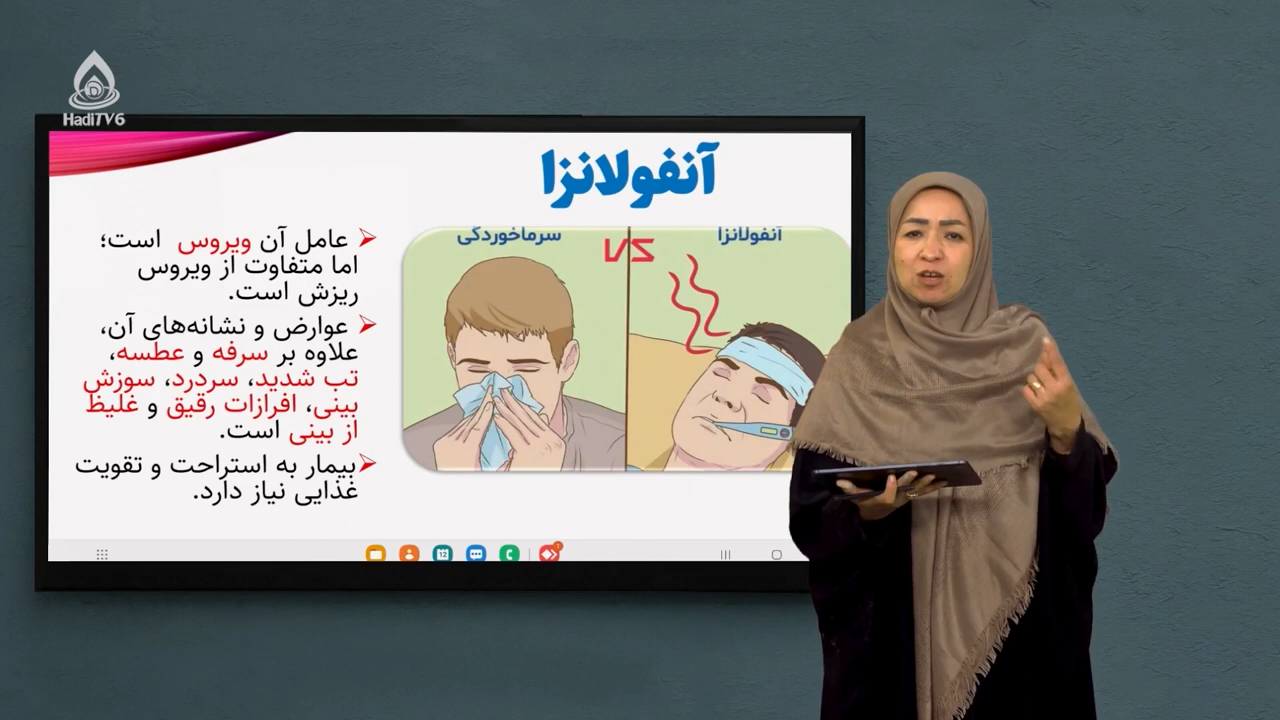 HadiTV6
آنفولانزا
آنفولانزا
VS
سرماخوردگی
عامل آن ویروس است؛
اما متفاوت از ویروس
ریزش است.
عوارض و نشانه‌های آن،
علاوه بر سرفه و عطسه،
تب شدید، سردرد، سوزش
بینی، افرازات رقیق و غلیظ
از بینی است.
بیمار به استراحت و تقویت
غذایی نیاز دارد.
12
1